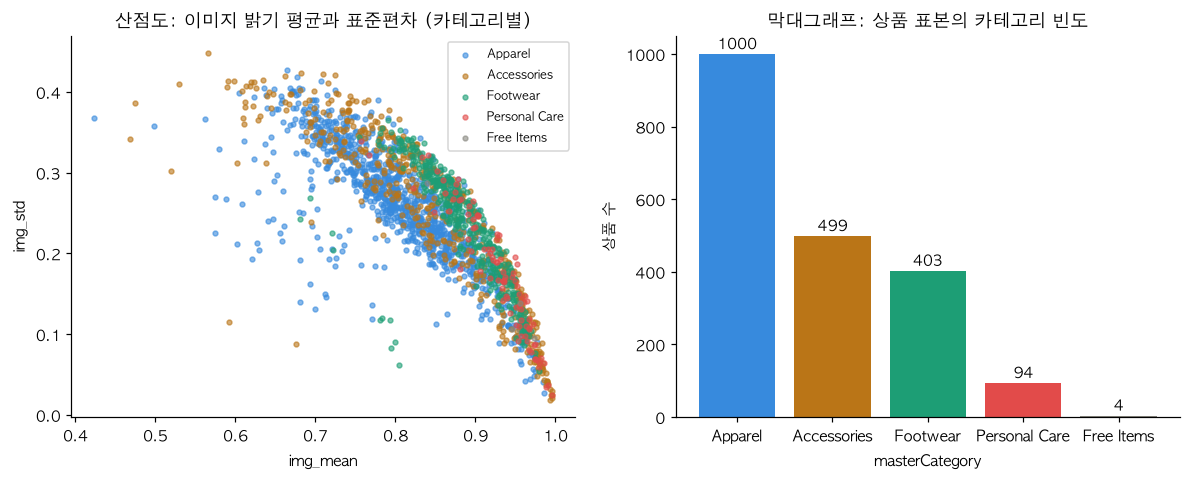 산점도: 이미지 밝기 평균과 표준편차 (카테고리별)
img_std
0.4
0.3
0.2
0.1
0.0
0.4 0.5 0.6 0.7 0.8 0.9 1.0
img_mean
Apparel
Accessories
Footwear
Personal Care
Free Items
막대그래프: 상품 표본의 카테고리 빈도
상품 수
1000
800
600
400
200
0
1000
499
403
94
4
Apparel Accessories Footwear Personal Care Free Items
masterCategory